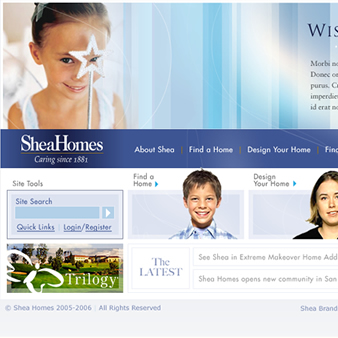 WIS
Morbi no
Donec o
purus. C
imperdie
id erat no
SheaHomes
Caring since 1881
About Shea | Find a Home | Design Your Home | Fin
Site Tools
Find a
Home
Design
Your Home
Site Search
Quick Links | Login/Register
Trilogy
The
LATEST
See Shea in Extreme Makeover Home Add
Shea Homes opens new community in San
© Shea Homes 2005-2006 | All Rights Reserved
Shea Brand